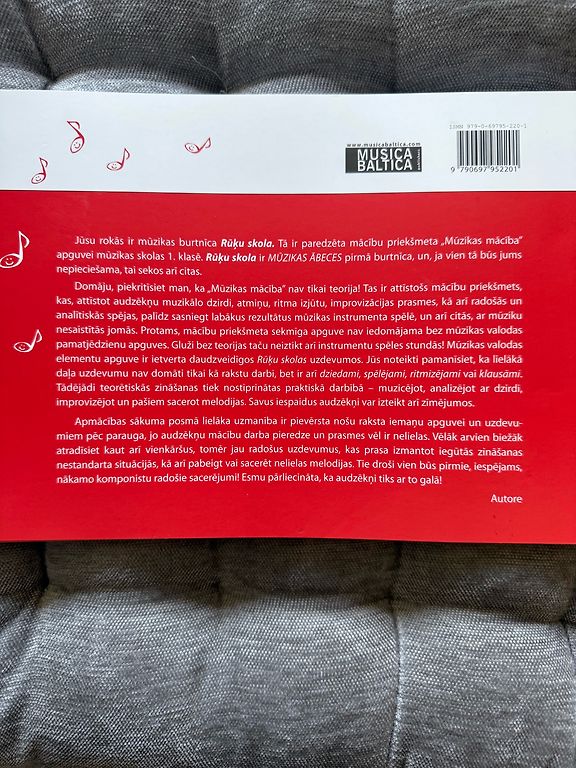 ISMN 979-0-69795-220-1
www.musicabaltica.com
MUSICA
BALTICA
9 790697 952201
Jūsu rokās ir mūzikas burtnīca Rūķu skola. Tā ir paredzēta mācību priekšmeta „Mūzikas mācība"
apguvei mūzikas skolas 1. klasē. Rūķu skola ir MŪZIKAS ĀBECES pirmā burtnīca, un, ja vien tā būs jums
nepieciešama, tai sekos arī citas.
Domāju, piekritīsiet man, ka „Mūzikas mācība" nav tikai teorija! Tas ir attīstošs mācību priekšmets,
kas, attīstot audzēkņu muzikālo dzirdi, atmiņu, ritma izjūtu, improvizācijas prasmes, kā arī radošās un
analītiskās spējas, palīdz sasniegt labākus rezultātus mūzikas instrumenta spēlē, un arī citās, ar mūziku
nesaistītās jomās. Protams, mācību priekšmeta sekmīga apguve nav iedomājama bez mūzikas valodas
pamatjēdzienu apguves. Gluži bez teorijas taču neiztikt arī instrumentu spēles stundās! Mūzikas valodas
elementu apguve ir ietverta daudzveidīgos Rūķu skolas uzdevumos. Jūs noteikti pamanīsiet, ka lielākā
daļa uzdevumu nav domāti tikai kā rakstu darbi, bet ir arī dziedami, spēlējami, ritmizējami vai klausāmi.
Tādējādi teorētiskās zināšanas tiek nostiprinātas praktiskā darbībā – muzicējot, analizējot ar dzirdi,
improvizējot un pašiem sacerot melodijas. Savus iespaidus audzēkņi var izteikt arī zīmējumos.
Apmācības sākuma posmā lielāka uzmanība ir pievērsta nošu raksta iemaņu apguvei un uzdevu-
miem pēc parauga, jo audzēkņu mācību darba pieredze un prasmes vēl ir nelielas. Vēlāk arvien biežāk
atradīsiet kaut arī vienkāršus, tomēr jau radošus uzdevumus, kas prasa izmantot iegūtās zināšanas
nestandarta situācijās, kā arī pabeigt vai sacerēt nelielas melodijas. Tie droši vien būs pirmie, iespējams,
nākamo komponistu radošie sacerējumi! Esmu pārliecināta, ka audzēkņi tiks ar to galā!
Autore